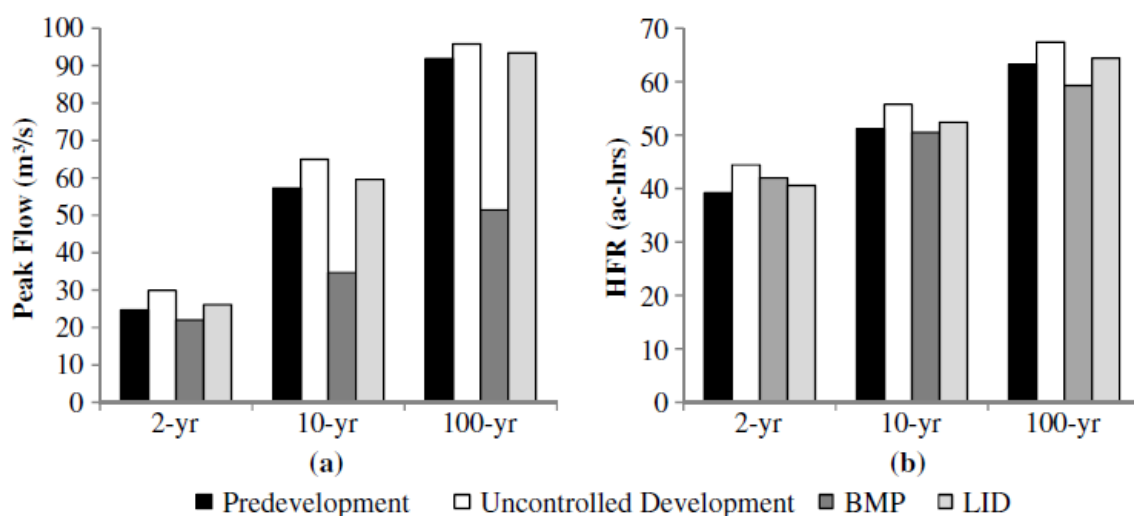 Peak Flow (m³/s)
100
90
80
70
60
50
40
30
20
10
0
2-yr 10-yr 100-yr
(a)
HFR (ac-hrs)
70
60
50
40
30
20
10
0
2-yr 10-yr 100-yr
(b)
Predevelopment Uncontrolled Development BMP LID